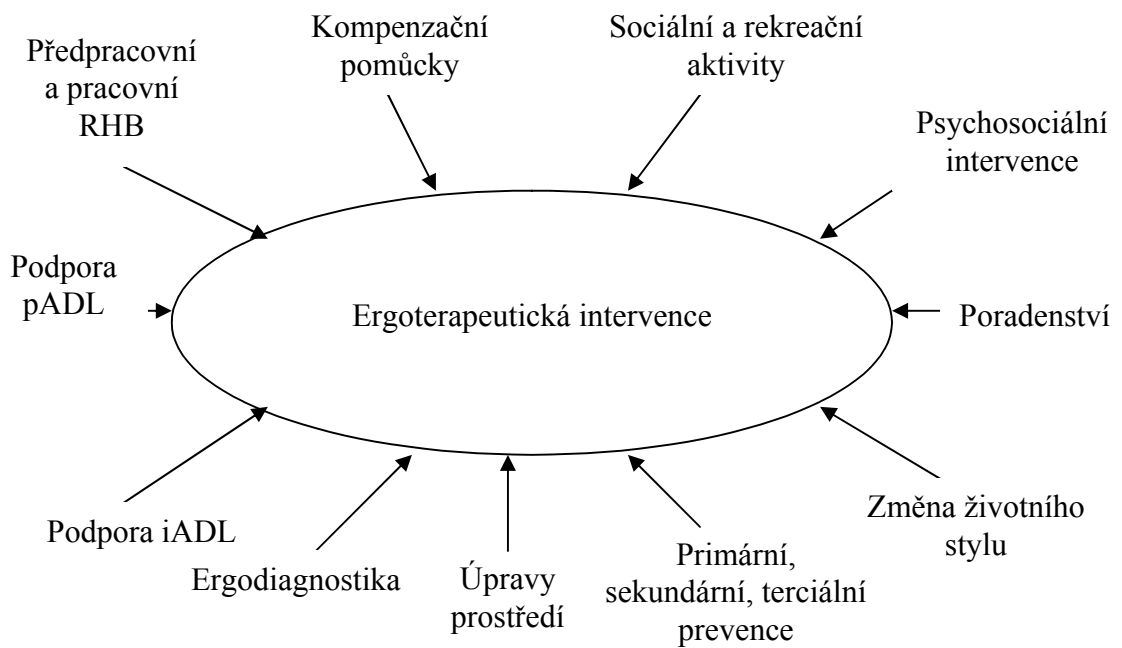 Předpracovní
a pracovní
RHB
Kompenzační
pomůcky
Sociální a rekreační
aktivity
Psychosociální
intervence
Podpora
pADL
Ergoterapeutická intervence
Poradenství
Podpora iADL
Ergodiagnostika
Úpravy
prostředí
Primární,
sekundární, terciální
prevence
Změna životního
stylu